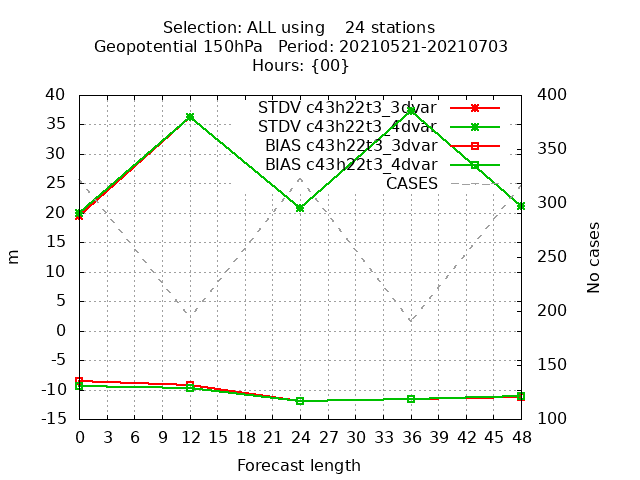 Selection: ALL using 24 stations
Geopotential 150hPa Period: 20210521-20210703
Hours: {00}
STDV c43h22t3_3dvar
STDV c43h22t3_4dvar
BIAS c43h22t3_3dvar
BIAS c43h22t3_4dvar
CASES
40
35
30
25
20
15
10
5
0
-5
-10
-15
m
400
350
300
250
200
150
100
No cases
0 3 6 9 12 15 18 21 24 27 30 33 36 39 42 45 48
Forecast length